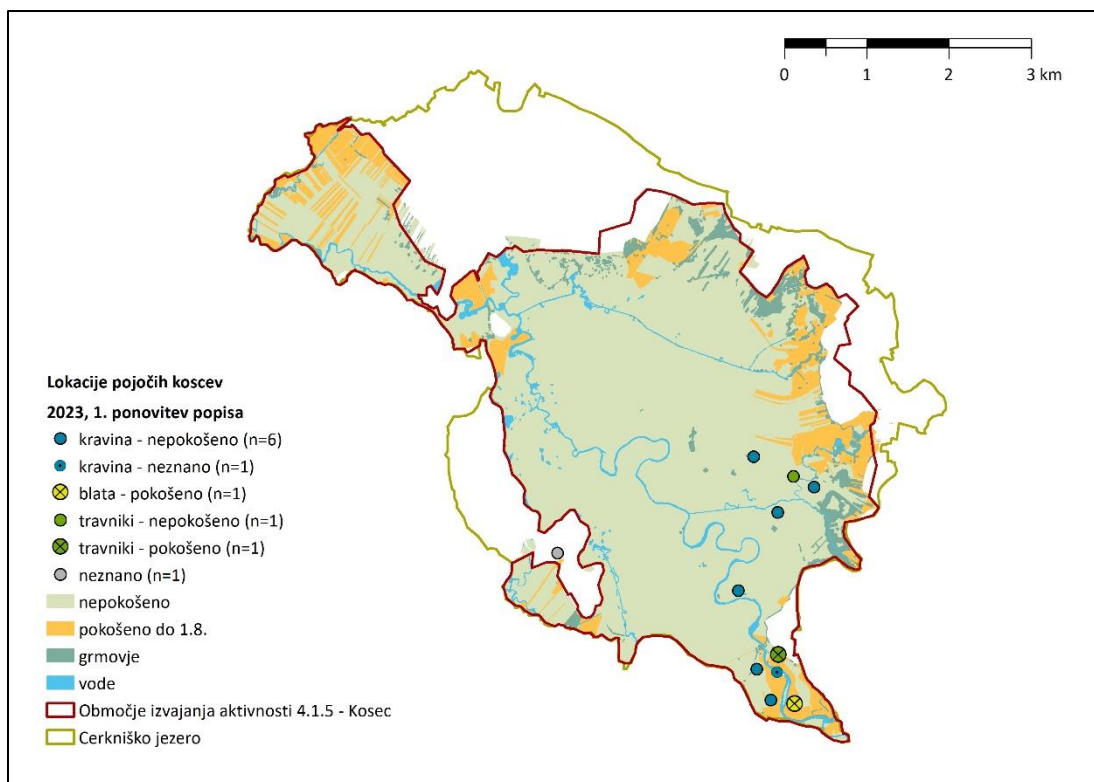 0 1 2 3 km
Lokacije pojočih koscev
2023, 1. ponovitev popisa
kravina - nepokošeno (n=6)
kravina - neznano (n=1)
blata - pokošeno (n=1)
travniki - nepokošeno (n=1)
travniki - pokošeno (n=1)
neznano (n=1)
nepokošeno
pokošeno do 1.8.
grmovje
vode
Območje izvajanja aktivnosti 4.1.5 - Kosec
Cerkniško jezero